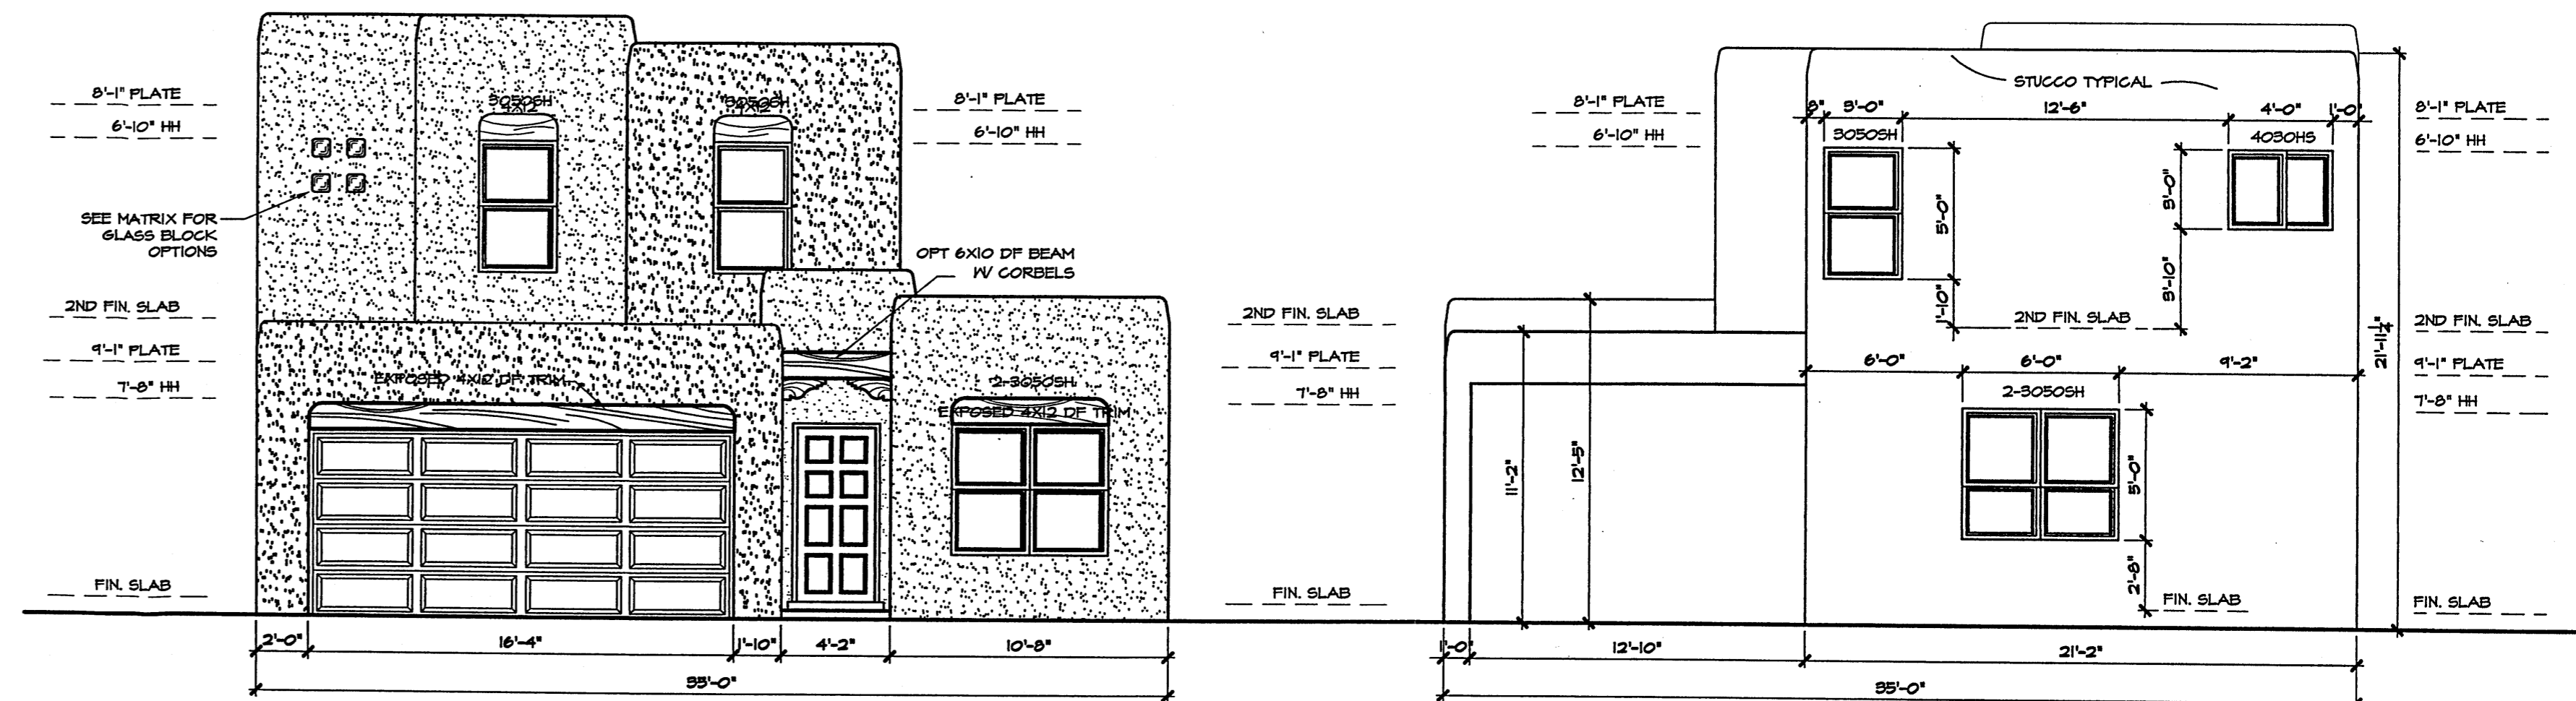 8'-1" PLATE
6'-10" HH
SEE MATRIX FOR
GLASS BLOCK
OPTIONS
2ND FIN. SLAB
9'-1" PLATE
7'-8" HH
FIN. SLAB
3050SH
4X12
3050SH
4X12
8'-1" PLATE
6'-10" HH
OPT 6X10 DF BEAM
W/ CORBELS
EXPOSED 4X12 DF TRIM
2-3050SH
EXPOSED 4X12 DF TRIM
2'-0"
16'-4"
1'-10"
4'-2"
10'-8"
35'-0"
2ND FIN. SLAB
9'-1" PLATE
7'-8" HH
FIN. SLAB
8'-1" PLATE
6'-10" HH
STUCCO TYPICAL
8"
3'-0"
12'-6"
4'-0"
1'-0"
3050SH
4030HS
5'-0"
1'-10"
3'-0"
3'-10"
2ND FIN. SLAB
6'-0"
6'-0"
9'-2"
2-3050SH
5'-0"
2'-8"
FIN. SLAB
11'-2"
12'-5"
21'-11 1/4"
8'-1" PLATE
6'-10" HH
2ND FIN. SLAB
9'-1" PLATE
7'-8" HH
FIN. SLAB
1'-0"
12'-10"
21'-2"
35'-0"